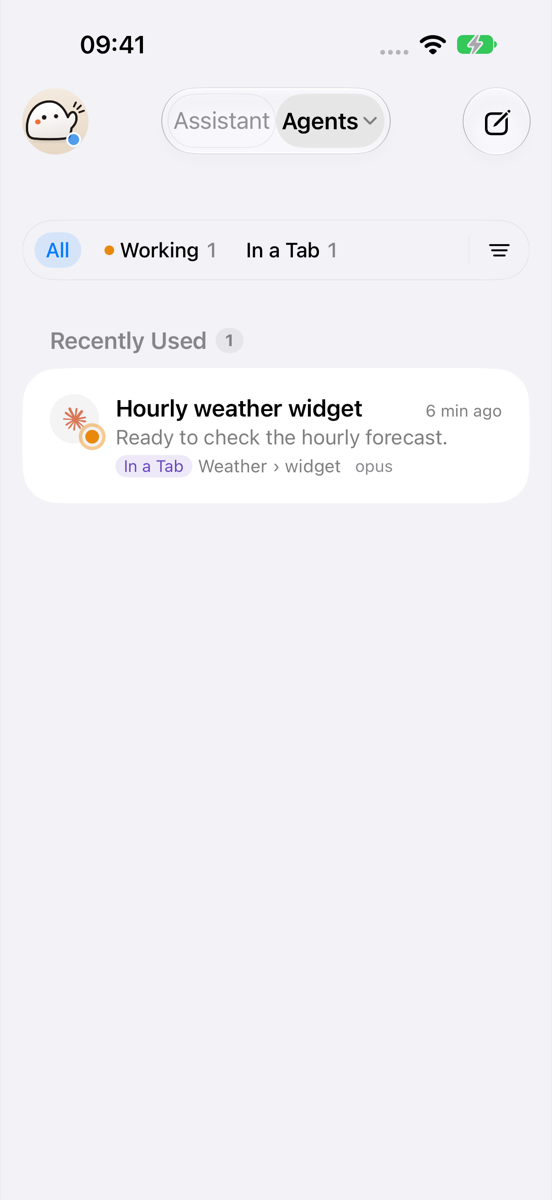 09:41
Assistant Agents
All Working 1 In a Tab 1
Recently Used 1
Hourly weather widget 6 min ago
Ready to check the hourly forecast.
In a Tab Weather › widget opus